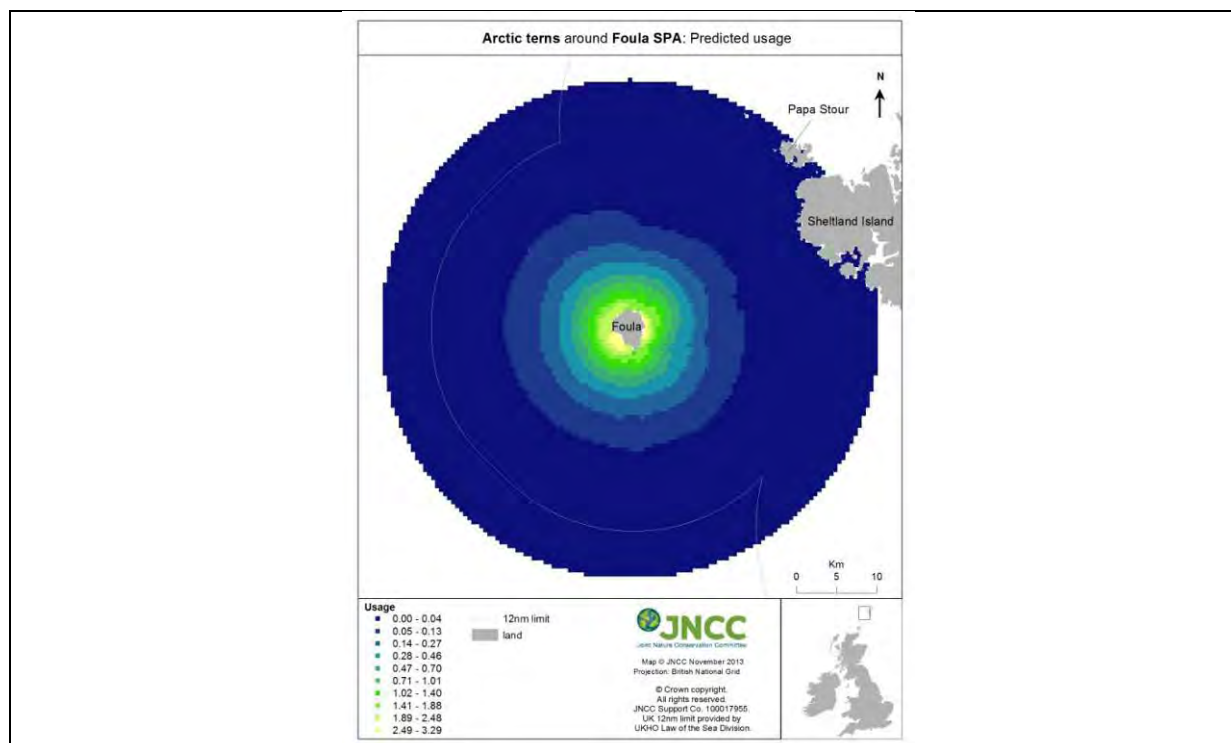 Arctic terns around Foula SPA: Predicted usage
N
Papa Stour
Sheltland Island
Foula
Km
0 5 10
Usage
0.00 - 0.04
0.05 - 0.13
0.14 - 0.27
0.28 - 0.46
0.47 - 0.70
0.71 - 1.01
1.02 - 1.40
1.41 - 1.88
1.89 - 2.48
2.49 - 3.29
12nm limit
land
JNCC
Joint Nature Conservation Committee
Map © JNCC November 2013
Projection: British National Grid
© Crown copyright.
All rights reserved.
JNCC Support Co. 100017955.
UK 12nm limit provided by
UKHO Law of the Sea Division.